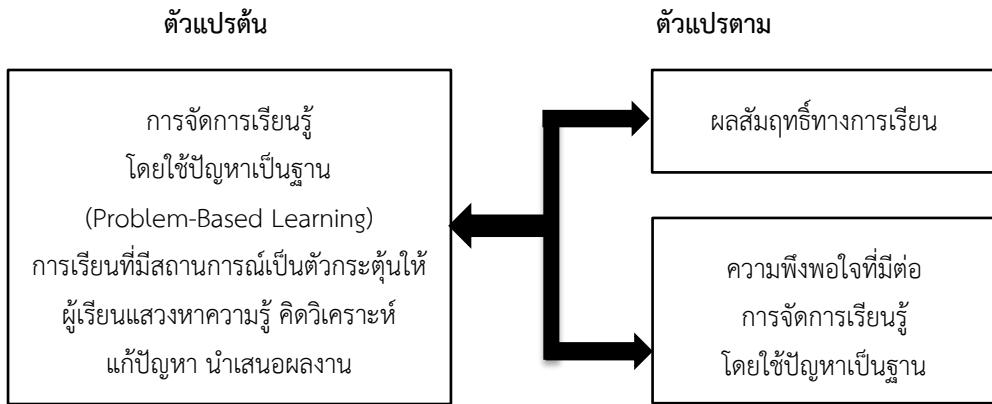 ตัวแปรต้น
การจัดการเรียนรู้
โดยใช้ปัญหาเป็นฐาน
(Problem-Based Learning)
การเรียนที่มีสถานการณ์เป็นตัวกระตุ้นให้
ผู้เรียนแสวงหาความรู้ คิดวิเคราะห์
แก้ปัญหา นำเสนอผลงาน
ตัวแปรตาม
ผลสัมฤทธิ์ทางการเรียน
ความพึงพอใจที่มีต่อ
การจัดการเรียนรู้
โดยใช้ปัญหาเป็นฐาน